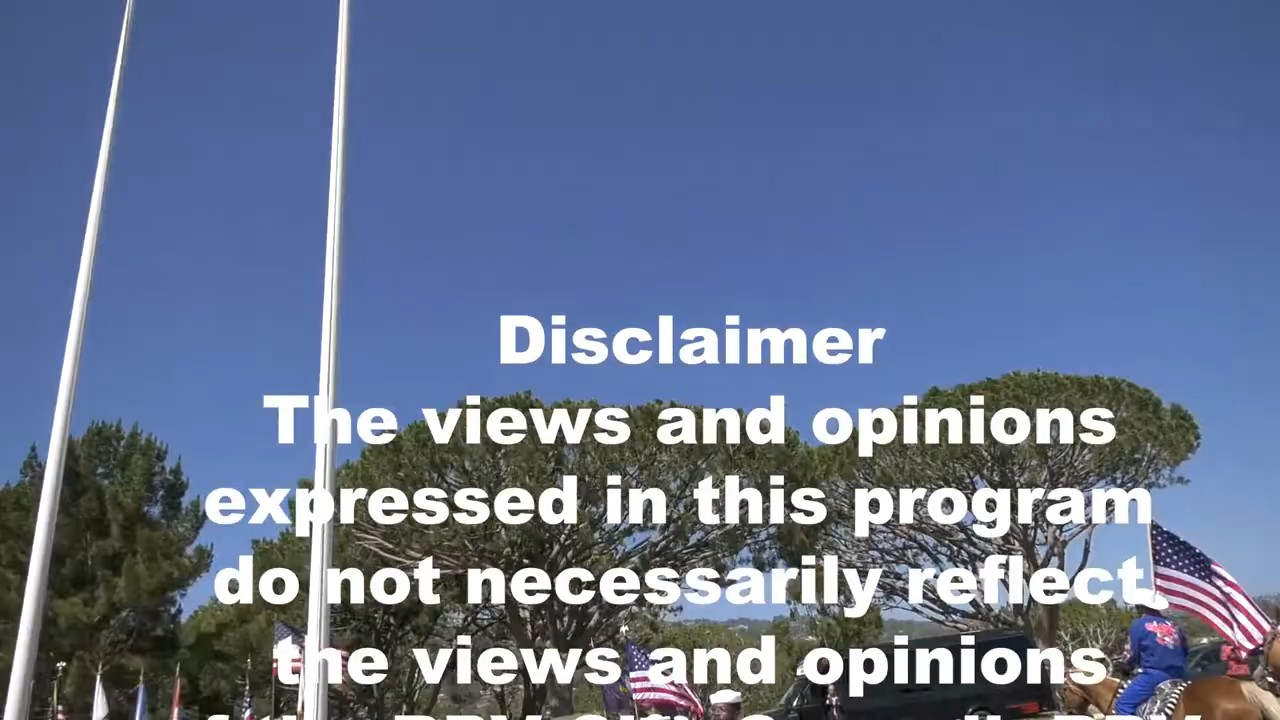 Disclaimer
The views and opinions
expressed in this program
do not necessarily reflect
the views and opinions